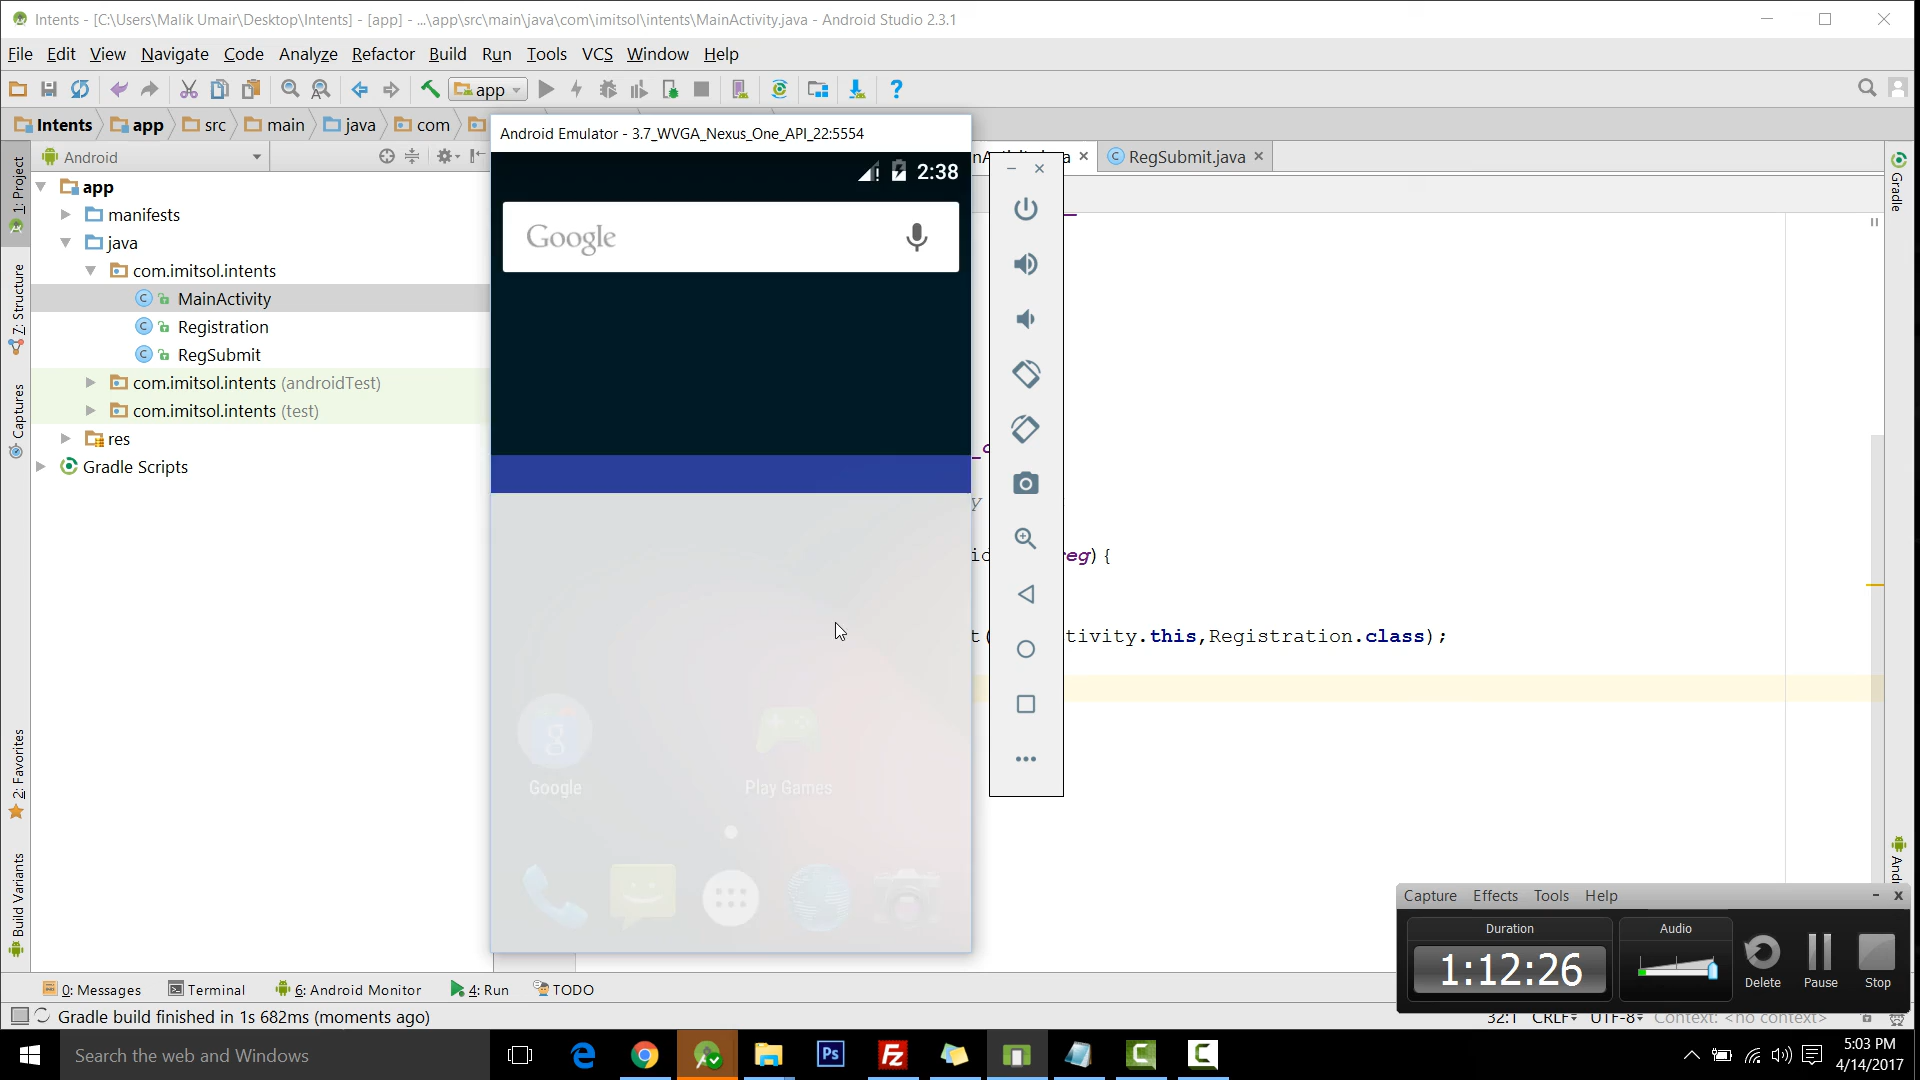 Intents - [C:\Users\Malik Umair\Desktop\Intents] - [app] - ...\app\src\main\java\com\imitsol\intents\MainActivity.java - Android Studio 2.3.1
File Edit View Navigate Code Analyze Refactor Build Run Tools VCS Window Help
app
Intents app src main java com
Android
1: Project
7: Structure
Captures
2: Favorites
Build Variants
app
manifests
java
com.imitsol.intents
MainActivity
Registration
RegSubmit
com.imitsol.intents (androidTest)
com.imitsol.intents (test)
res
Gradle Scripts
Android Emulator - 3.7_WVGA_Nexus_One_API_22:5554
2:38
Google
Google
Play Games
RegSubmit.java
Gradle
reg) {
tivity.this,Registration.class);
Capture Effects Tools Help
Duration
1:12:26
Audio
Delete
Pause
Stop
0: Messages Terminal 6: Android Monitor 4: Run TODO
Gradle build finished in 1s 682ms (moments ago)
32:1 CRLF UTF-8 Context: <no context>
Search the web and Windows
Ps
Fz
5:03 PM
4/14/2017